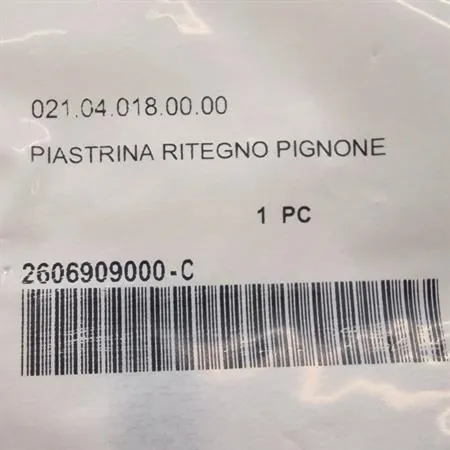 021.04.018.00.00
PIASTRINA RITEGNO PIGNONE
1 PC
2606909000-C